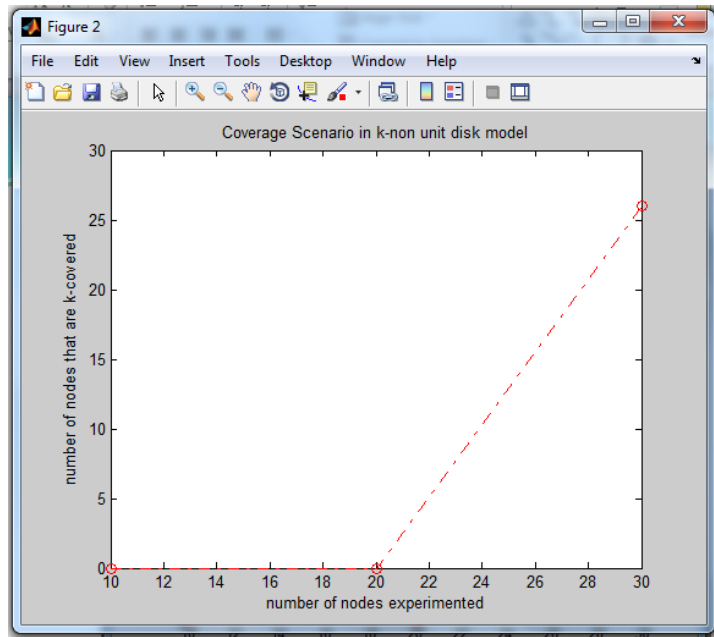 Figure 2
File Edit View Insert Tools Desktop Window Help
Coverage Scenario in k-non unit disk model
30
25
20
15
10
5
0
number of nodes that are k-covered
10 12 14 16 18 20 22 24 26 28 30
number of nodes experimented